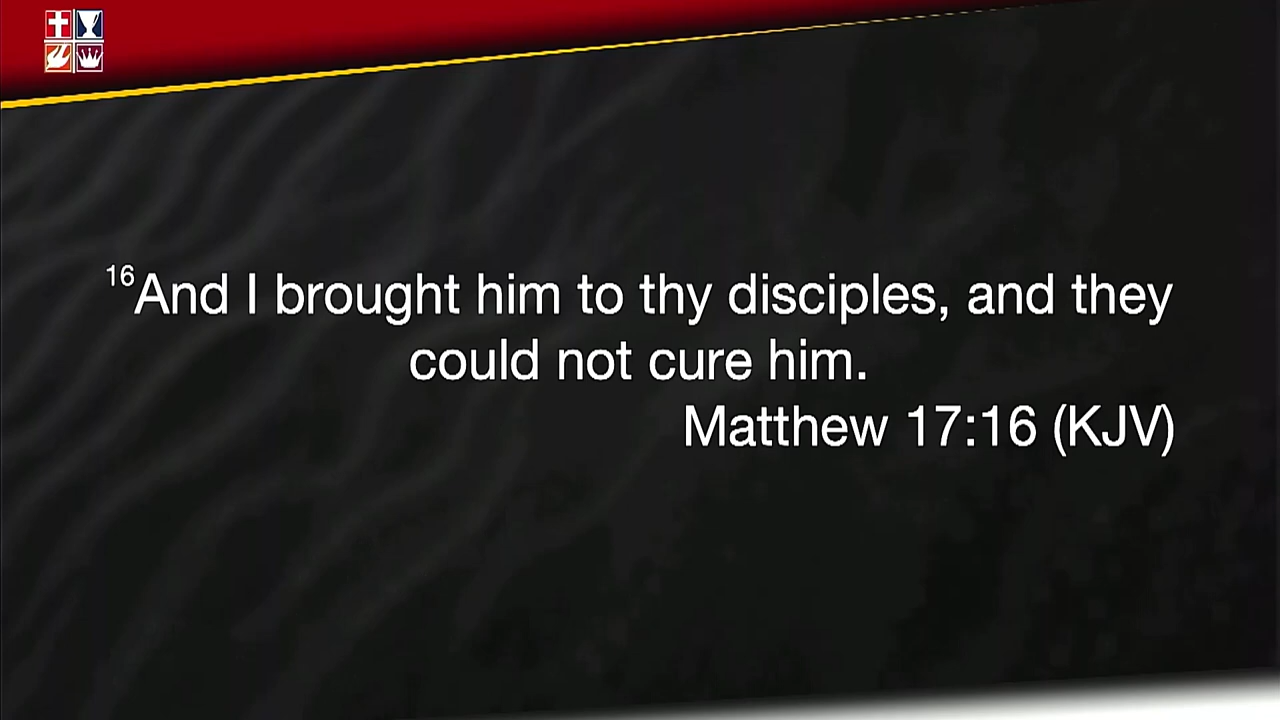 16And I brought him to thy disciples, and they
could not cure him.
Matthew 17:16 (KJV)